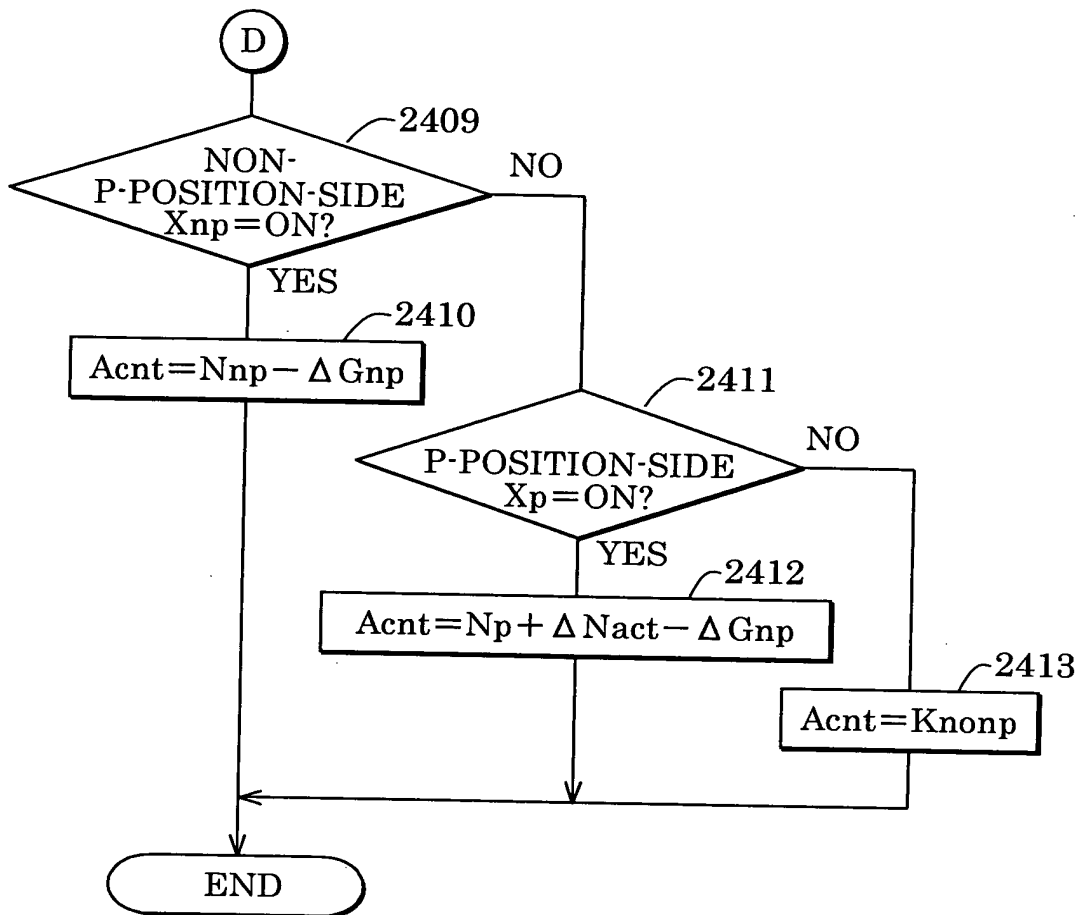 D
2409
NON-
P-POSITION-SIDE
Xnp=ON?
NO
YES
2410
Acnt=Nnp-ΔGnp
2411
P-POSITION-SIDE
Xp=ON?
NO
YES
2412
Acnt=Np+ΔNact-ΔGnp
2413
Acnt=Knonp
END